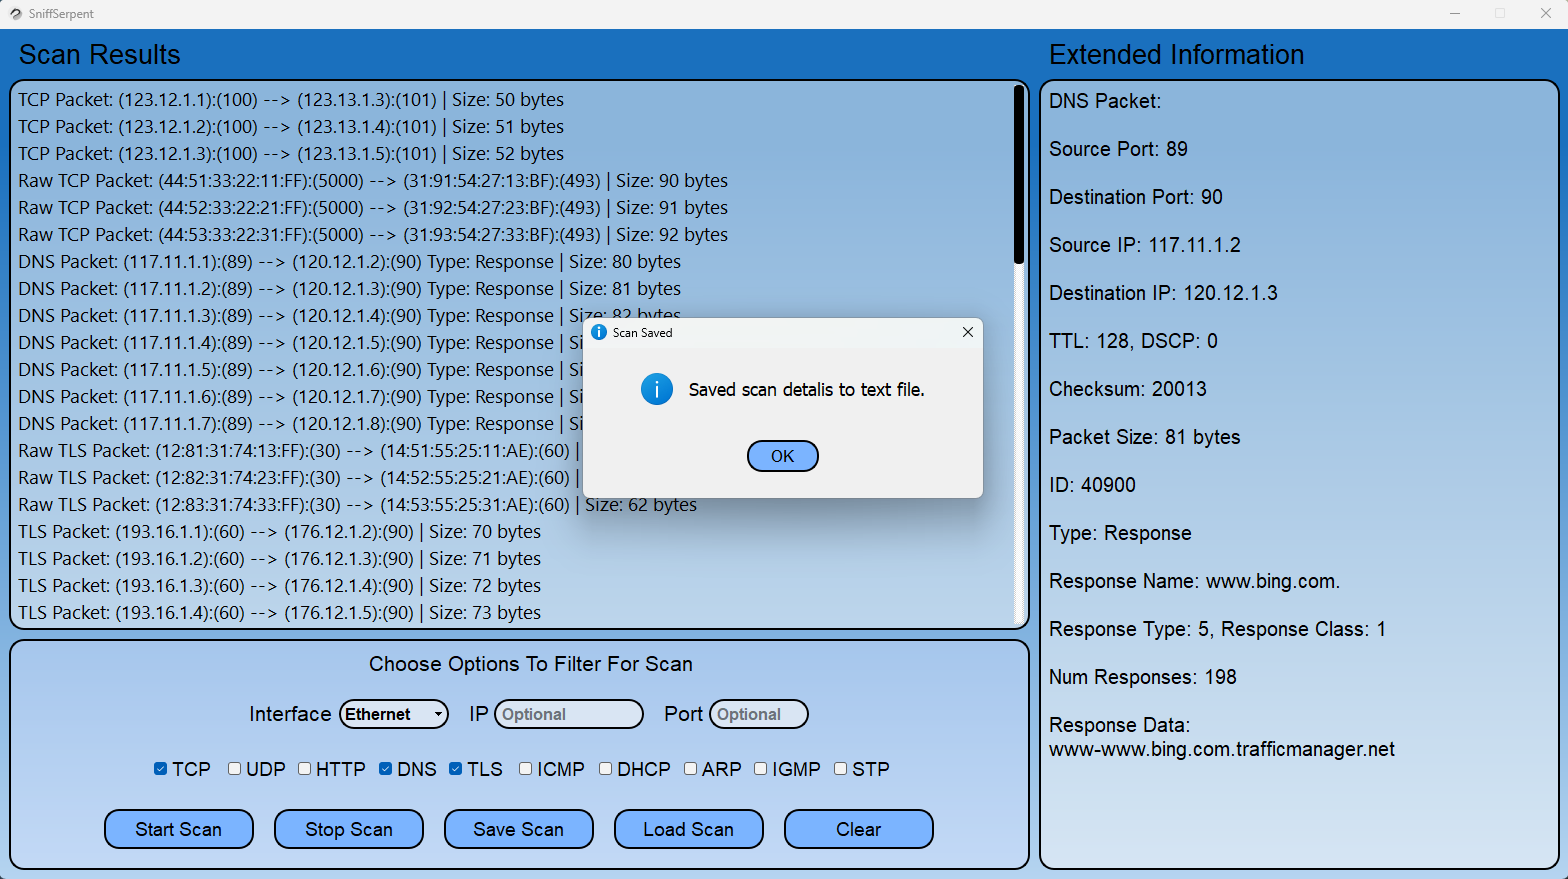 SniffSerpent
Scan Results
TCP Packet: (123.12.1.1):(100) --> (123.13.1.3):(101) | Size: 50 bytes
TCP Packet: (123.12.1.2):(100) --> (123.13.1.4):(101) | Size: 51 bytes
TCP Packet: (123.12.1.3):(100) --> (123.13.1.5):(101) | Size: 52 bytes
Raw TCP Packet: (44:51:33:22:11:FF):(5000) --> (31:91:54:27:13:BF):(493) | Size: 90 bytes
Raw TCP Packet: (44:52:33:22:21:FF):(5000) --> (31:92:54:27:23:BF):(493) | Size: 91 bytes
Raw TCP Packet: (44:53:33:22:31:FF):(5000) --> (31:93:54:27:33:BF):(493) | Size: 92 bytes
DNS Packet: (117.11.1.1):(89) --> (120.12.1.2):(90) Type: Response | Size: 80 bytes
DNS Packet: (117.11.1.2):(89) --> (120.12.1.3):(90) Type: Response | Size: 81 bytes
DNS Packet: (117.11.1.3):(89) --> (120.12.1.4):(90) Type: Response | Size: 82 bytes
DNS Packet: (117.11.1.4):(89) --> (120.12.1.5):(90) Type: Response | Si
DNS Packet: (117.11.1.5):(89) --> (120.12.1.6):(90) Type: Response | Si
DNS Packet: (117.11.1.6):(89) --> (120.12.1.7):(90) Type: Response | Si
DNS Packet: (117.11.1.7):(89) --> (120.12.1.8):(90) Type: Response | Si
Raw TLS Packet: (12:81:31:74:13:FF):(30) --> (14:51:55:25:11:AE):(60) |
Raw TLS Packet: (12:82:31:74:23:FF):(30) --> (14:52:55:25:21:AE):(60) |
Raw TLS Packet: (12:83:31:74:33:FF):(30) --> (14:53:55:25:31:AE):(60) | Size: 62 bytes
TLS Packet: (193.16.1.1):(60) --> (176.12.1.2):(90) | Size: 70 bytes
TLS Packet: (193.16.1.2):(60) --> (176.12.1.3):(90) | Size: 71 bytes
TLS Packet: (193.16.1.3):(60) --> (176.12.1.4):(90) | Size: 72 bytes
TLS Packet: (193.16.1.4):(60) --> (176.12.1.5):(90) | Size: 73 bytes
Scan Saved
Saved scan detalis to text file.
OK
Choose Options To Filter For Scan
Interface Ethernet IP Optional Port Optional
TCP UDP HTTP DNS TLS ICMP DHCP ARP IGMP STP
Start Scan Stop Scan Save Scan Load Scan Clear
Extended Information
DNS Packet:
Source Port: 89
Destination Port: 90
Source IP: 117.11.1.2
Destination IP: 120.12.1.3
TTL: 128, DSCP: 0
Checksum: 20013
Packet Size: 81 bytes
ID: 40900
Type: Response
Response Name: www.bing.com.
Response Type: 5, Response Class: 1
Num Responses: 198
Response Data:
www-www.bing.com.trafficmanager.net